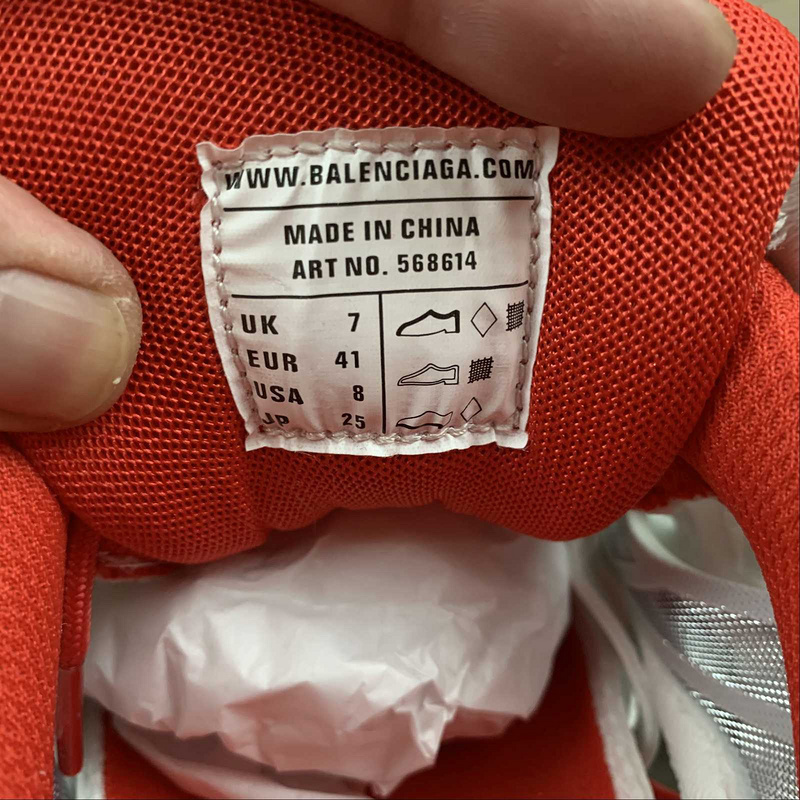 WWW.BALENCIAGA.COM
MADE IN CHINA
ART NO. 568614
UK 7
EUR 41
USA 8
JP 25